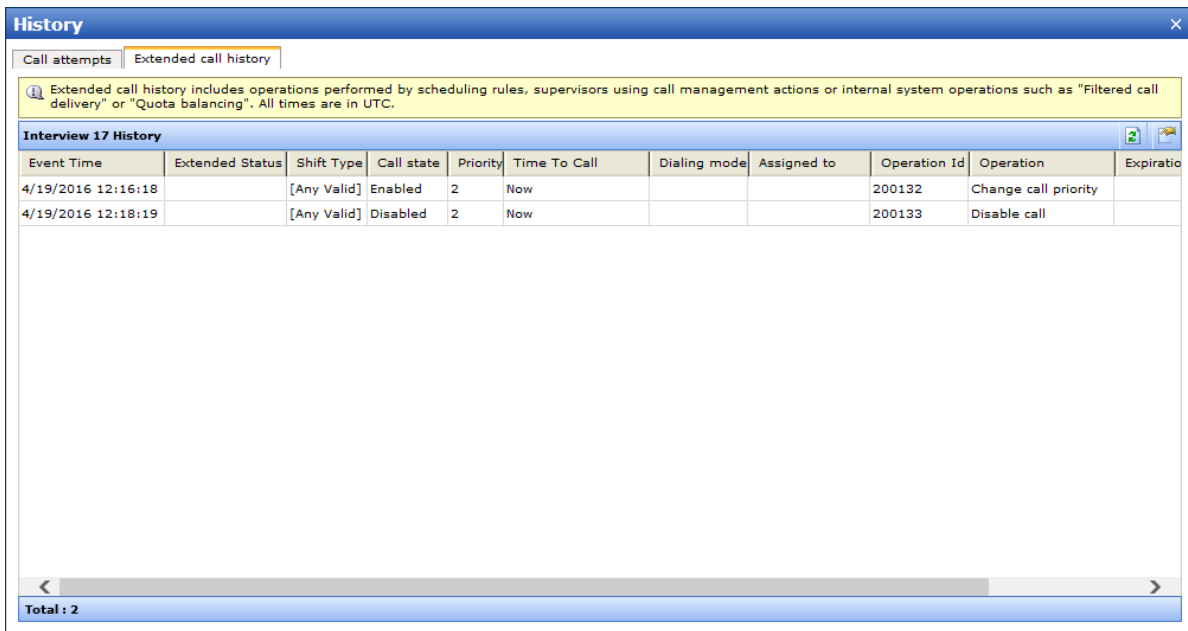 History
Call attempts Extended call history
Extended call history includes operations performed by scheduling rules, supervisors using call management actions or internal system operations such as "Filtered call
delivery" or "Quota balancing". All times are in UTC.
Interview 17 History
Event Time Extended Status Shift Type Call state Priority Time To Call Dialing mode Assigned to Operation Id Operation Expiratio
4/19/2016 12:16:18 [Any Valid] Enabled 2 Now 200132 Change call priority
4/19/2016 12:18:19 [Any Valid] Disabled 2 Now 200133 Disable call
Total : 2